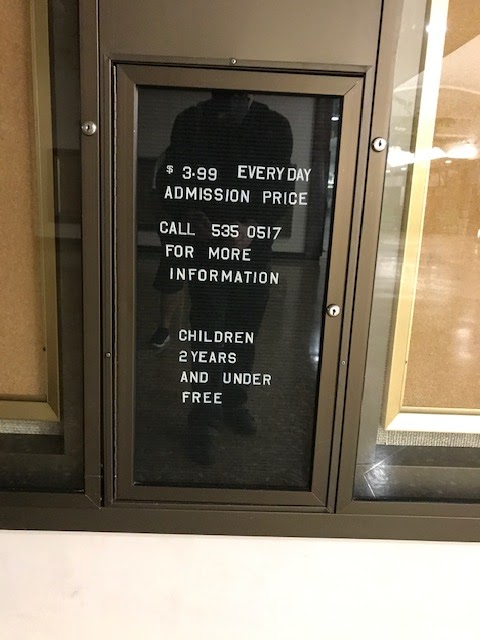 $ 3.99 EVERY DAY
ADMISSION PRICE
CALL 535 0517
FOR MORE
INFORMATION
CHILDREN
2 YEARS
AND UNDER
FREE